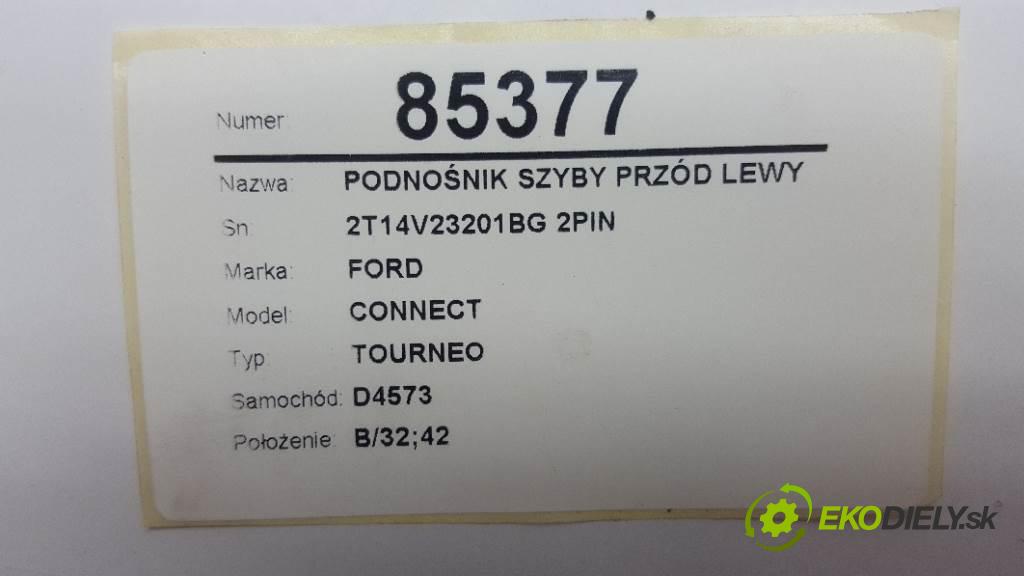 Numer: 85377
Nazwa: PODNOŚNIK SZYBY PRZÓD LEWY
Sn: 2T14V23201BG 2PIN
Marka: FORD
Model: CONNECT
Typ: TOURNEO
Samochód: D4573
Położenie: B/32;42
EKODIELY.sk